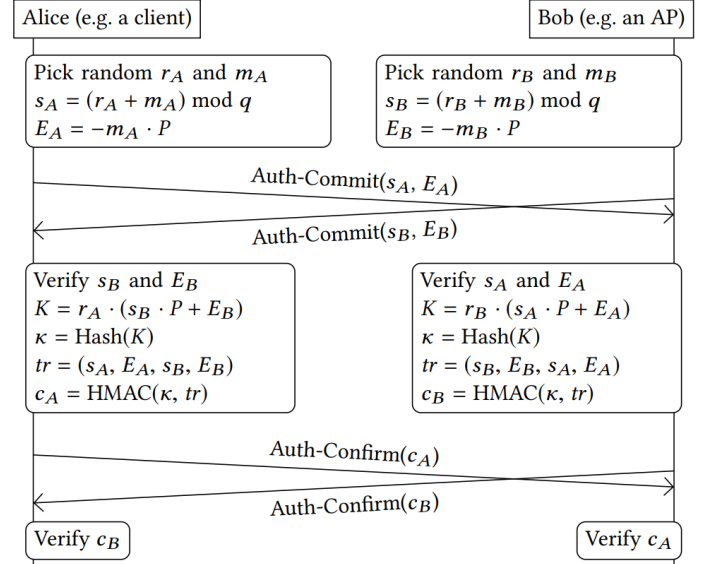 Alice (e.g. a client)
Bob (e.g. an AP)
Pick random r_A and m_A
s_A = (r_A + m_A) mod q
E_A = −m_A · P
Pick random r_B and m_B
s_B = (r_B + m_B) mod q
E_B = −m_B · P
Auth-Commit(s_A, E_A)
Auth-Commit(s_B, E_B)
Verify s_B and E_B
K = r_A · (s_B · P + E_B)
κ = Hash(K)
tr = (s_A, E_A, s_B, E_B)
c_A = HMAC(κ, tr)
Verify s_A and E_A
K = r_B · (s_A · P + E_A)
κ = Hash(K)
tr = (s_B, E_B, s_A, E_A)
c_B = HMAC(κ, tr)
Auth-Confirm(c_A)
Auth-Confirm(c_B)
Verify c_B
Verify c_A